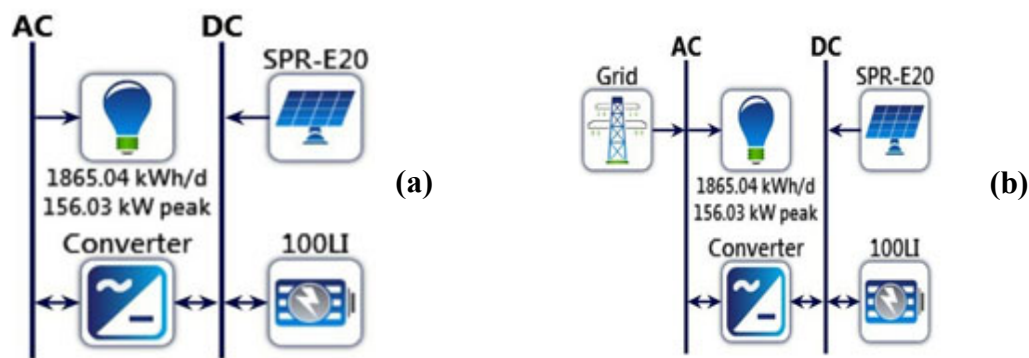 AC DC
SPR-E20
1865.04 kWh/d
156.03 kW peak
Converter 100LI
(a)
AC DC
Grid SPR-E20
1865.04 kWh/d
156.03 kW peak
Converter 100LI
(b)